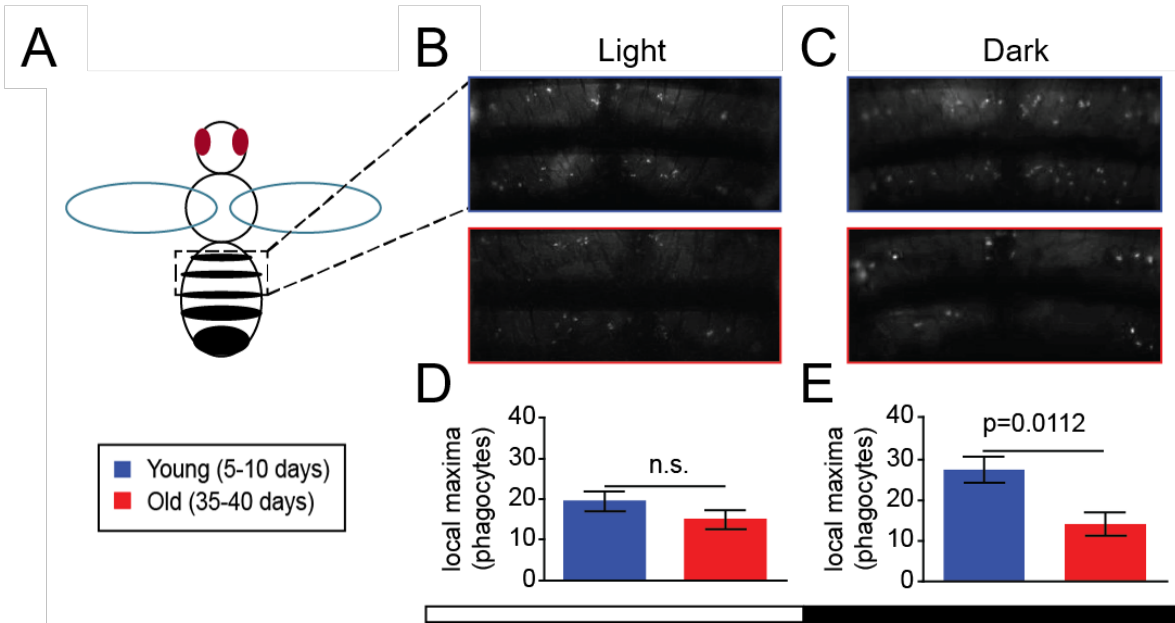 A
B
Light
C
Dark
Young (5-10 days)
Old (35-40 days)
D
local maxima
(phagocytes)
40
30
20
10
0
n.s.
E
local maxima
(phagocytes)
40
30
20
10
0
p=0.0112